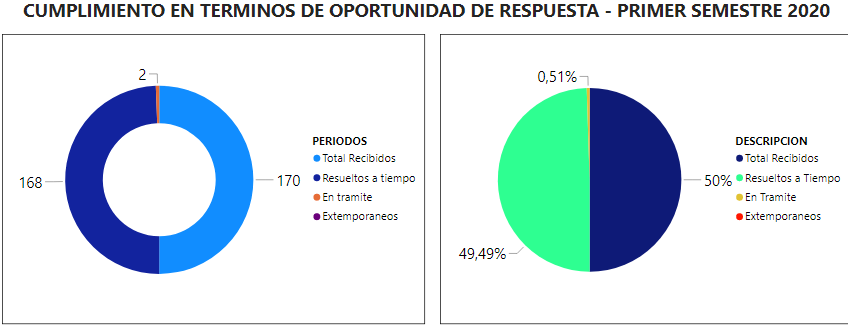 CUMPLIMIENTO EN TERMINOS DE OPORTUNIDAD DE RESPUESTA - PRIMER SEMESTRE 2020
2
168
170
PERIODOS
Total Recibidos
Resueltos a tiempo
En tramite
Extemporaneos
0,51%
50%
49,49%
DESCRIPCION
Total Recibidos
Resueltos a Tiempo
En Tramite
Extemporaneos